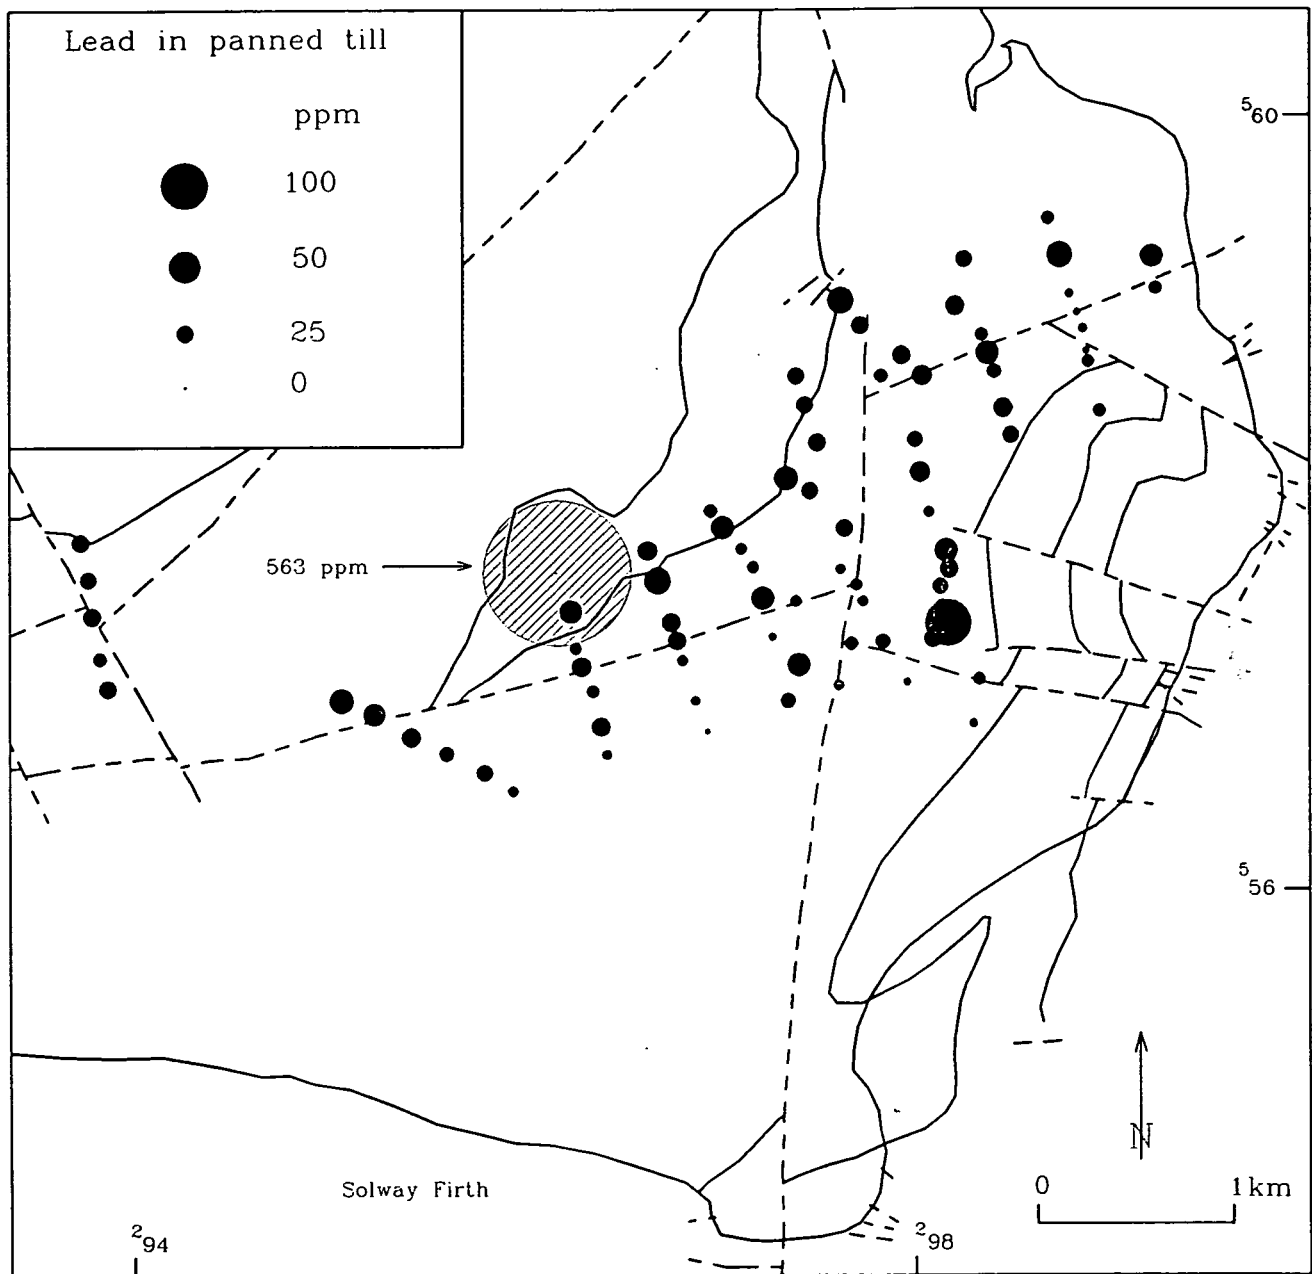 Lead in panned till
ppm
100
50
25
0
⁵60
563 ppm
⁵56
N
0 1km
Solway Firth
²94
²98